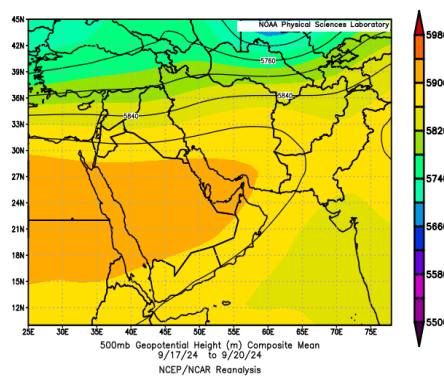 NOAA Physical Sciences Laboratory
45N
42N
39N
36N
33N
30N
27N
24N
21N
18N
15N
12N
5760
5840
5840
5840
25E 30E 35E 40E 45E 50E 55E 60E 65E 70E 75E
5980
5900
5820
5740
5660
5580
5500
500mb Geopotential Height (m) Composite Mean
9/17/24 to 9/20/24
NCEP/NCAR Reanalysis